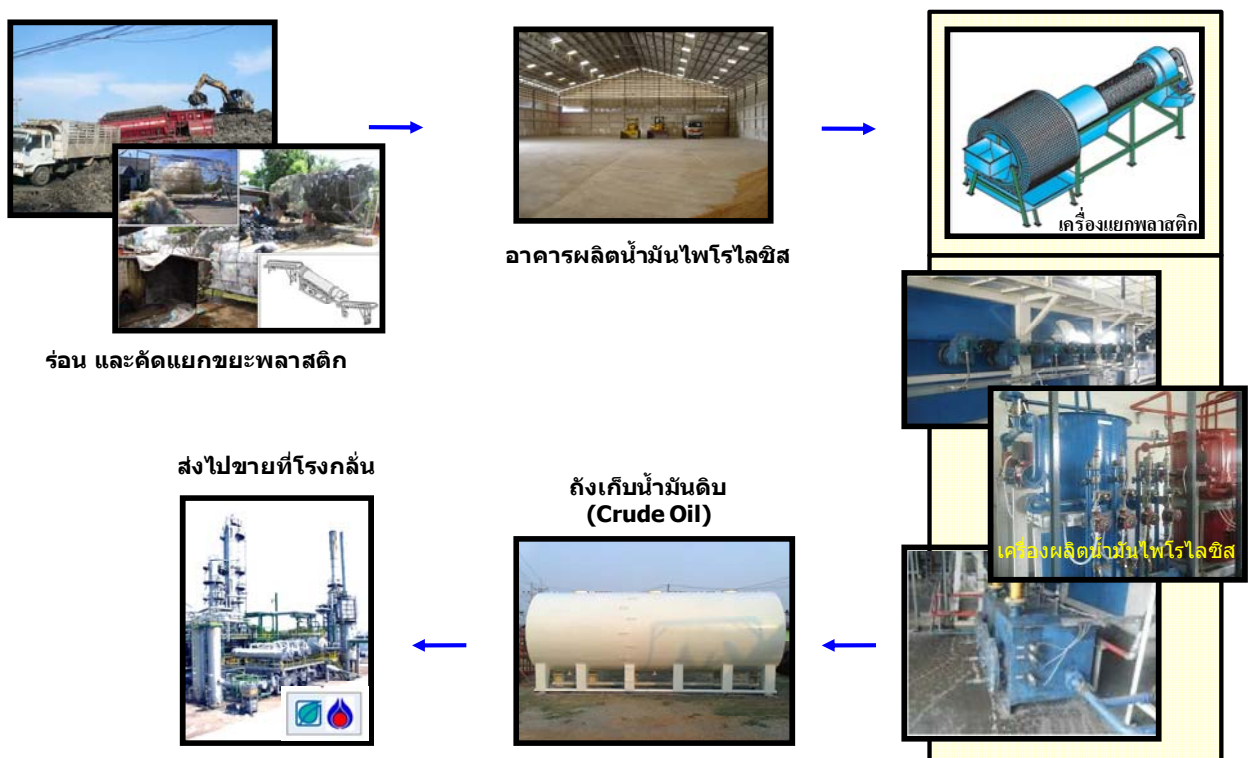 ร่อน และคัดแยกขยะพลาสติก
อาคารผลิตน้ำมันไพโรไลซิส
เครื่องแยกพลาสติก
เครื่องผลิตน้ำมันไพโรไลซิส
ถังเก็บน้ำมันดิบ
(Crude Oil)
ส่งไปขายที่โรงกลั่น